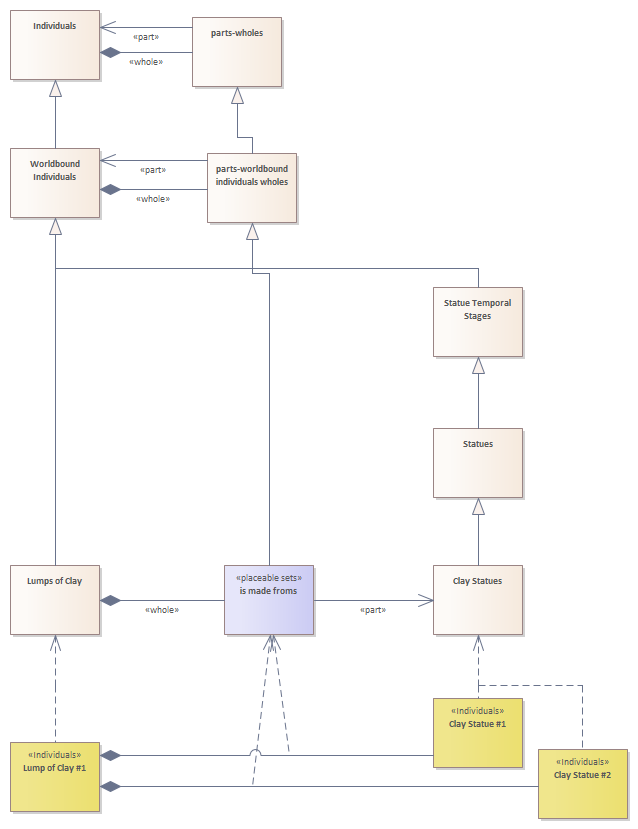 Individuals
parts-wholes
«part»
«whole»
Worldbound
Individuals
parts-worldbound
individuals wholes
«part»
«whole»
Statue Temporal
Stages
Statues
Lumps of Clay
«placeable sets»
is made froms
Clay Statues
«whole»
«part»
«Individuals»
Clay Statue #1
«Individuals»
Lump of Clay #1
«Individuals»
Clay Statue #2